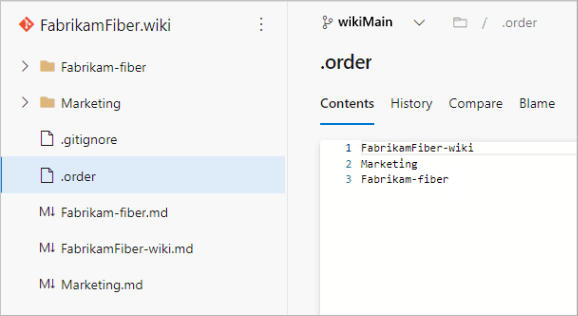 FabrikamFiber.wiki
Fabrikam-fiber
Marketing
.gitignore
.order
M↓ Fabrikam-fiber.md
M↓ FabrikamFiber-wiki.md
M↓ Marketing.md
wikiMain / .order
.order
Contents History Compare Blame
1 FabrikamFiber-wiki
2 Marketing
3 Fabrikam-fiber